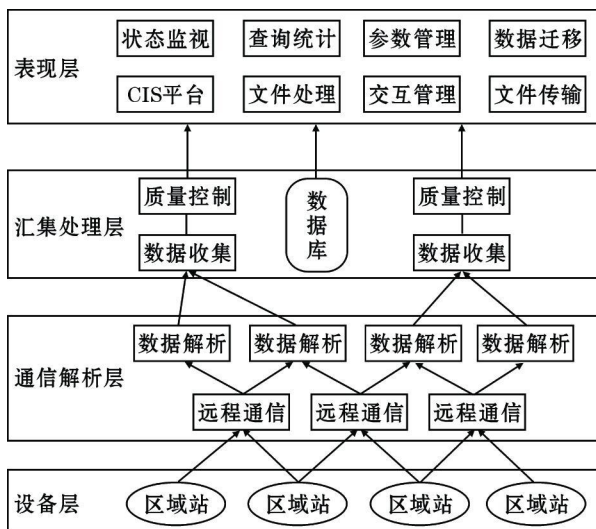 状态监视 查询统计 参数管理 数据迁移
表现层
CIS平台 文件处理 交互管理 文件传输
质量控制 数据库 质量控制
汇集处理层
数据收集 数据收集
数据解析 数据解析 数据解析 数据解析
通信解析层
远程通信 远程通信 远程通信
设备层 区域站 区域站 区域站 区域站